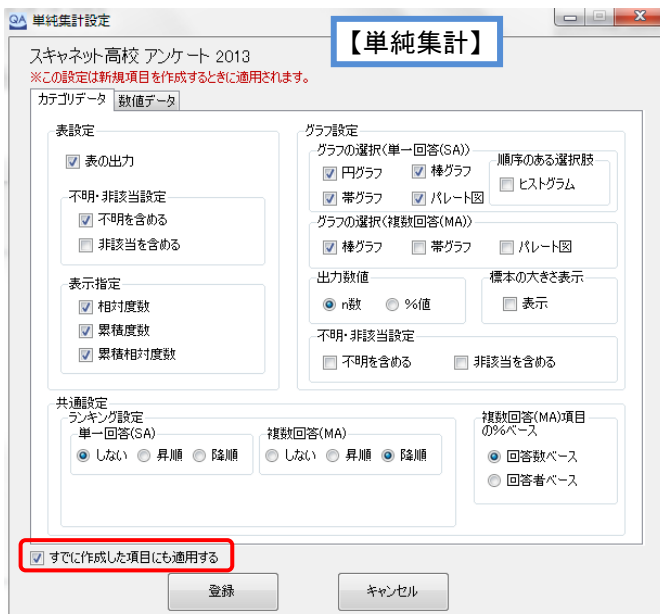 QA 単純集計設定
【単純集計】
スキャネット高校 アンケート 2013
※この設定は新規項目を作成するときに適用されます。
カテゴリデータ 数値データ
表設定
表の出力
不明・非該当設定
不明を含める
非該当を含める
表示指定
相対度数
累積度数
累積相対度数
グラフ設定
グラフの選択(単一回答(SA))
円グラフ 棒グラフ
帯グラフ パレート図
順序のある選択肢
ヒストグラム
グラフの選択(複数回答(MA))
棒グラフ 帯グラフ パレート図
出力数値
n数 %値
標本の大きさ表示
表示
不明・非該当設定
不明を含める 非該当を含める
共通設定
ランキング設定
単一回答(SA)
しない 昇順 降順
複数回答(MA)
しない 昇順 降順
複数回答(MA)項目
の%ベース
回答数ベース
回答者ベース
すでに作成した項目にも適用する
登録 キャンセル